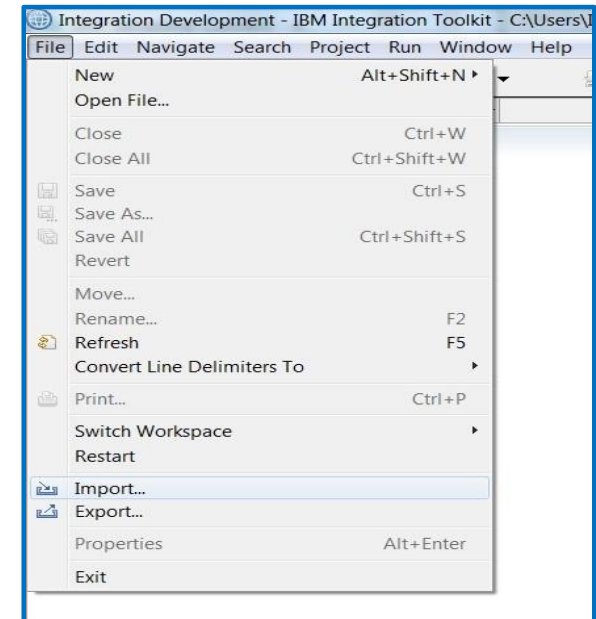 Integration Development - IBM Integration Toolkit - C:\Users\
File Edit Navigate Search Project Run Window Help
New Alt+Shift+N
Open File...
Close Ctrl+W
Close All Ctrl+Shift+W
Save Ctrl+S
Save As...
Save All Ctrl+Shift+S
Revert
Move...
Rename... F2
Refresh F5
Convert Line Delimiters To
Print... Ctrl+P
Switch Workspace
Restart
Import...
Export...
Properties Alt+Enter
Exit